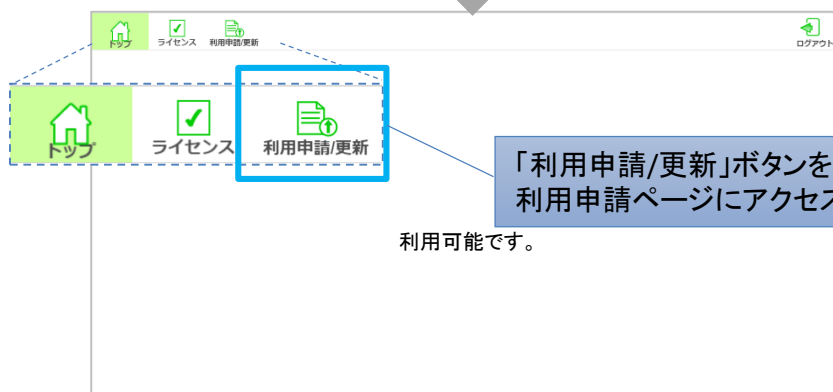 トップ
ライセンス
利用申請/更新
ログアウト
トップ
ライセンス
利用申請/更新
「利用申請/更新」ボタンを
利用申請ページにアクセス
利用可能です。